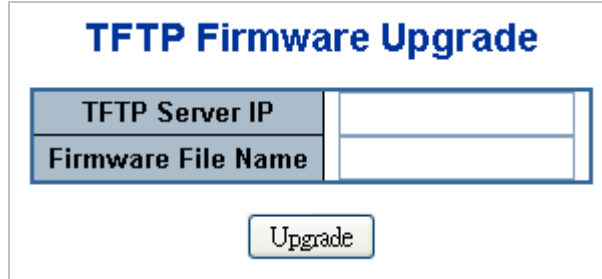 TFTP Firmware Upgrade
TFTP Server IP
Firmware File Name
Upgrade